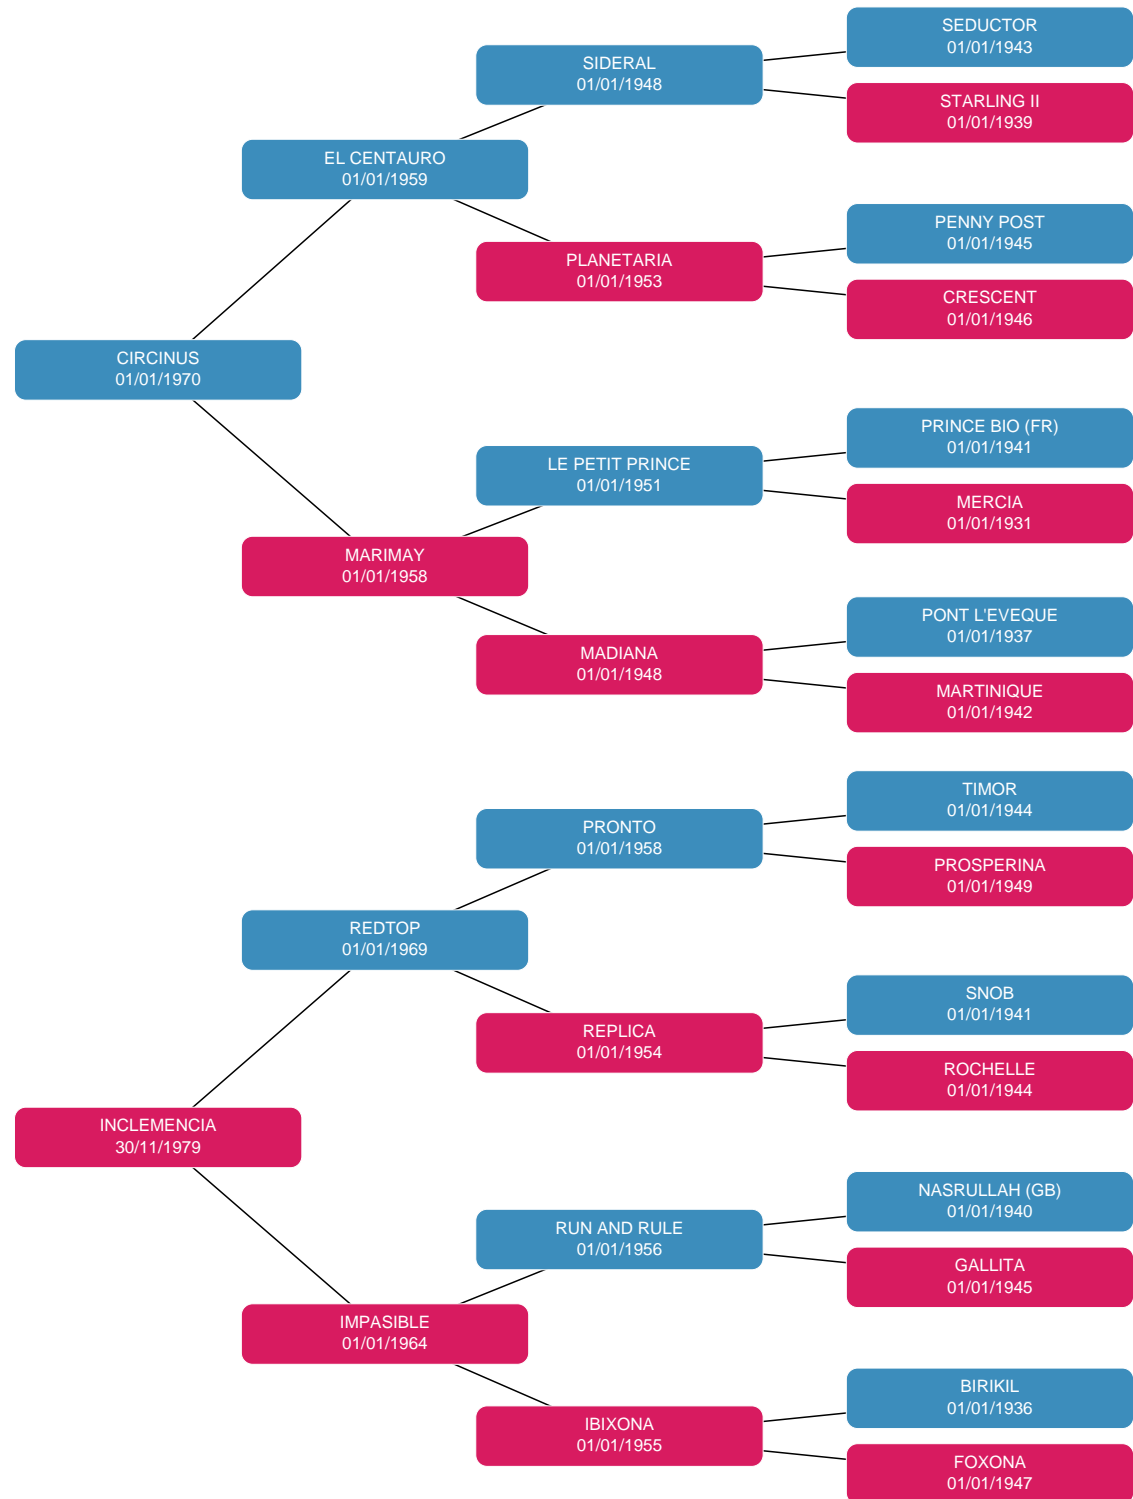 SEDUCTOR
01/01/1943
SIDERAL
01/01/1948
STARLING II
01/01/1939
EL CENTAURO
01/01/1959
PENNY POST
01/01/1945
PLANETARIA
01/01/1953
CRESCENT
01/01/1946
CIRCINUS
01/01/1970
PRINCE BIO (FR)
01/01/1941
LE PETIT PRINCE
01/01/1951
MERCIA
01/01/1931
MARIMAY
01/01/1958
PONT L'EVEQUE
01/01/1937
MADIANA
01/01/1948
MARTINIQUE
01/01/1942
TIMOR
01/01/1944
PRONTO
01/01/1958
PROSPERINA
01/01/1949
REDTOP
01/01/1969
SNOB
01/01/1941
REPLICA
01/01/1954
ROCHELLE
01/01/1944
INCLEMENCIA
30/11/1979
NASRULLAH (GB)
01/01/1940
RUN AND RULE
01/01/1956
GALLITA
01/01/1945
IMPASIBLE
01/01/1964
BIRIKIL
01/01/1936
IBIXONA
01/01/1955
FOXONA
01/01/1947